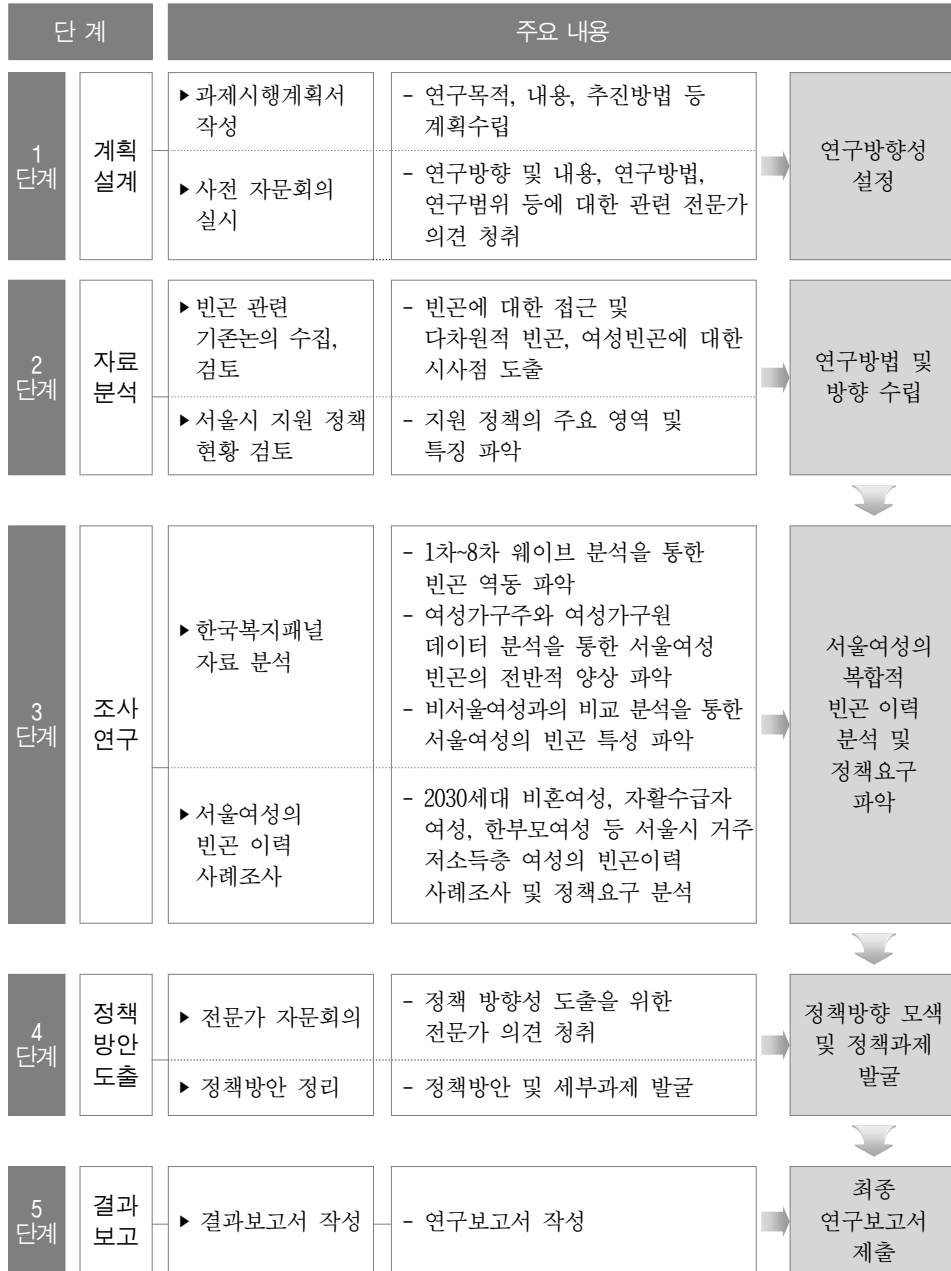 단 계
주요 내용
1
단계
계획
설계
▶과제시행계획서
작성
- 연구목적, 내용, 추진방법 등
계획수립
▶사전 자문회의
실시
- 연구방향 및 내용, 연구방법,
연구범위 등에 대한 관련 전문가
의견 청취
연구방향성
설정
2
단계
자료
분석
▶빈곤 관련
기존논의 수집,
검토
- 빈곤에 대한 접근 및
다차원적 빈곤, 여성빈곤에 대한
시사점 도출
▶서울시 지원 정책
현황 검토
- 지원 정책의 주요 영역 및
특징 파악
연구방법 및
방향 수립
3
단계
조사
연구
▶한국복지패널
자료 분석
- 1차~8차 웨이브 분석을 통한
빈곤 역동 파악
- 여성가구주와 여성가구원
데이터 분석을 통한 서울여성
빈곤의 전반적 양상 파악
- 비서울여성과의 비교 분석을 통한
서울여성의 빈곤 특성 파악
▶서울여성의
빈곤 이력
사례조사
- 2030세대 비혼여성, 자활수급자
여성, 한부모여성 등 서울시 거주
저소득층 여성의 빈곤이력
사례조사 및 정책요구 분석
서울여성의
복합적
빈곤 이력
분석 및
정책요구
파악
4
단계
정책
방안
도출
▶ 전문가 자문회의
- 정책 방향성 도출을 위한
전문가 의견 청취
▶ 정책방안 정리
- 정책방안 및 세부과제 발굴
정책방향 모색
및 정책과제
발굴
5
단계
결과
보고
▶ 결과보고서 작성
- 연구보고서 작성
최종
연구보고서
제출